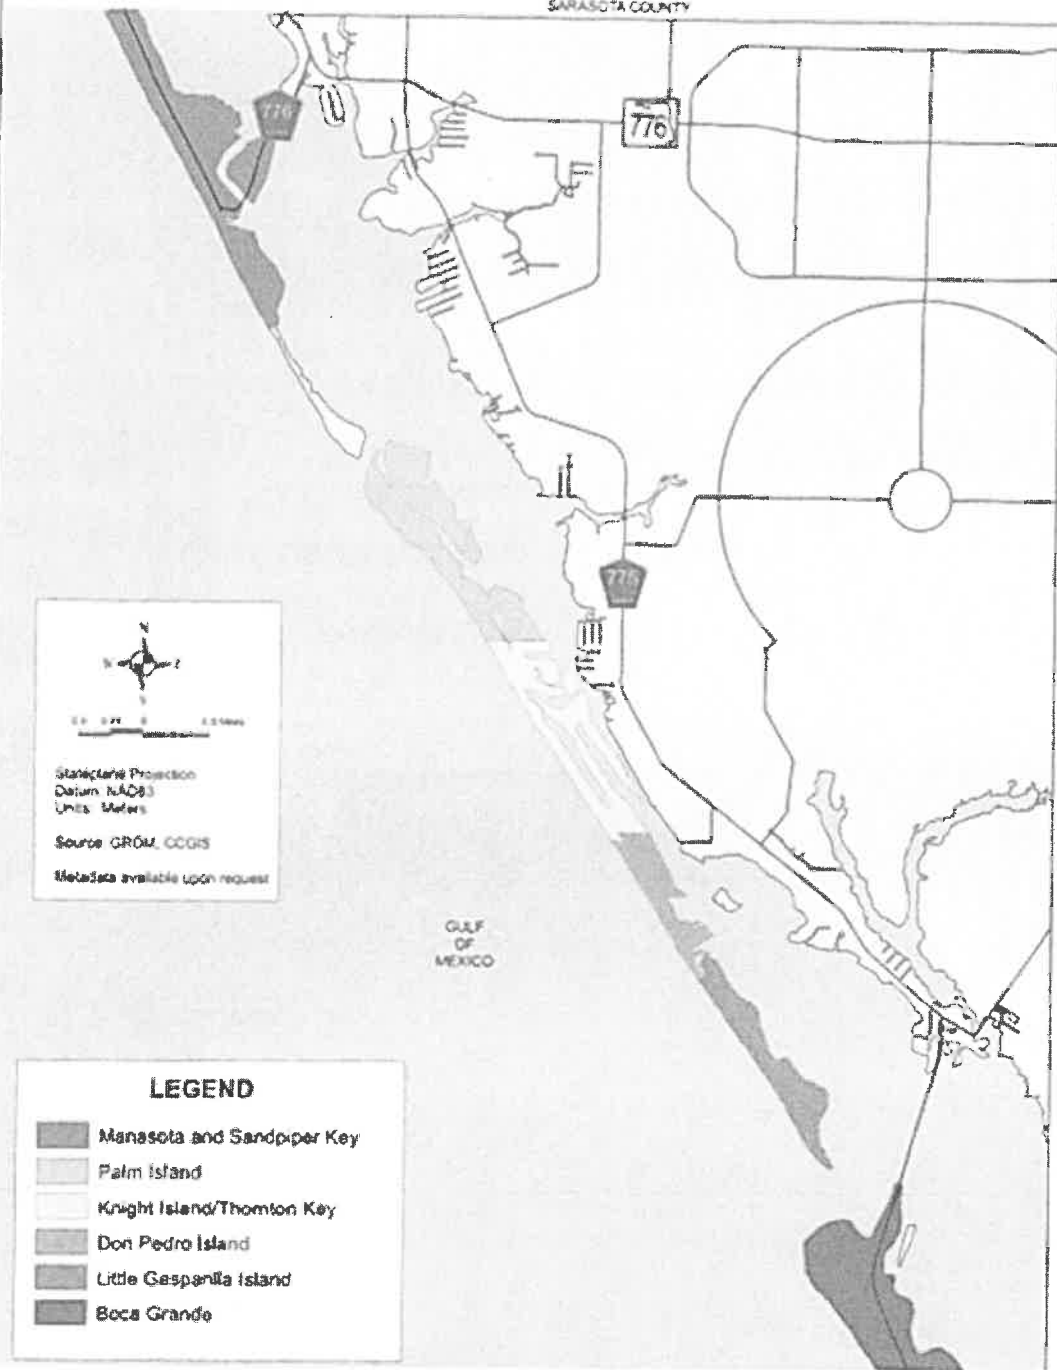 SARASOTA COUNTY
776
776
775
N
Stateplane Projection
Datum: NAD83
Units: Meters
Source: GROM, CCGIS
Metadata available upon request
GULF
OF
MEXICO
LEGEND
Manasota and Sandpiper Key
Palm Island
Knight Island/Thornton Key
Don Pedro Island
Little Gasparilla Island
Boca Grande